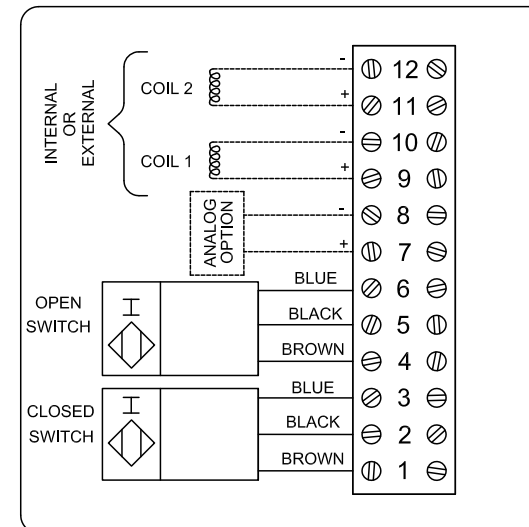 INTERNAL
OR
EXTERNAL
COIL 2
- 12
+ 11
COIL 1
- 10
+ 9
ANALOG
OPTION
- 8
+ 7
OPEN
SWITCH
BLUE 6
BLACK 5
BROWN 4
CLOSED
SWITCH
BLUE 3
BLACK 2
BROWN 1